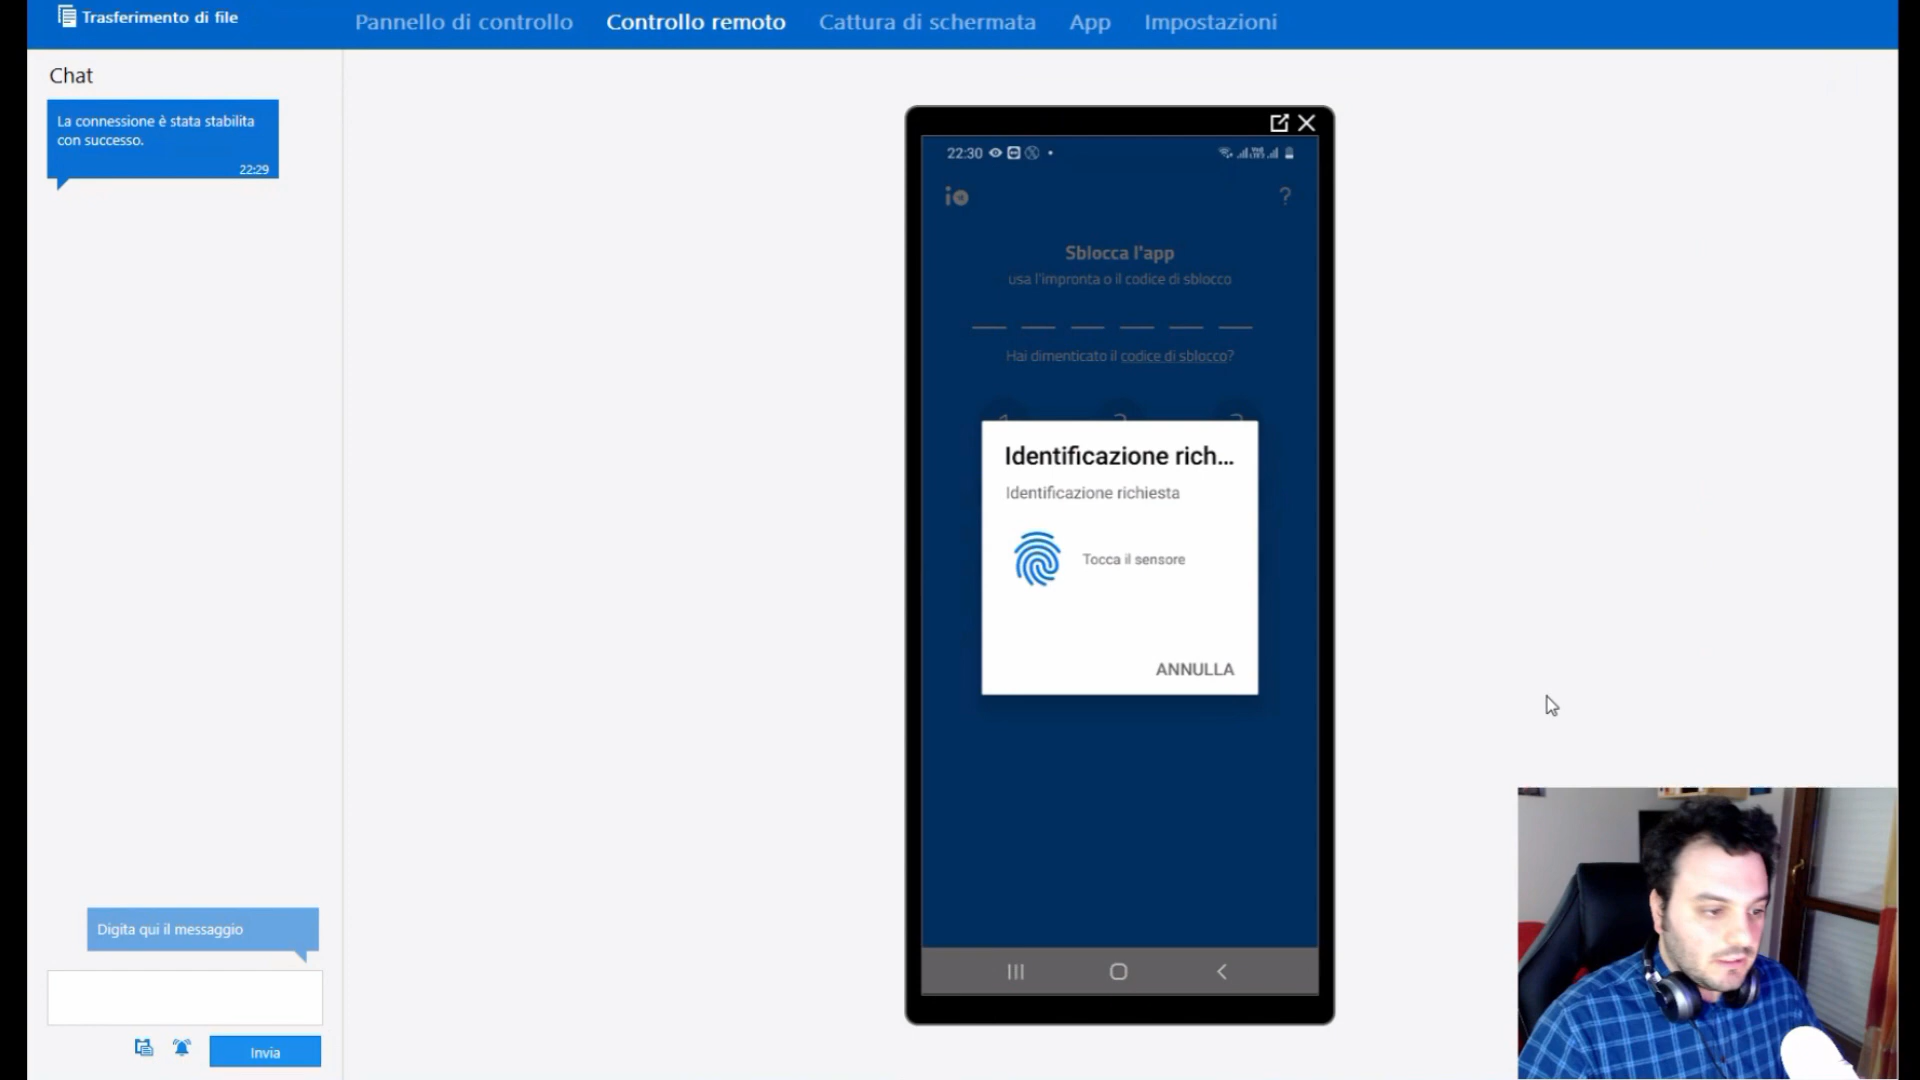 Trasferimento di file
Pannello di controllo
Controllo remoto
Cattura di schermata
App
Impostazioni
Chat
La connessione è stata stabilita
con successo.
22:29
22:30
io
?
Sblocca l'app
usa l'impronta o il codice di sblocco
Hai dimenticato il codice di sblocco?
Identificazione rich...
Identificazione richiesta
Tocca il sensore
ANNULLA
Digita qui il messaggio
Invia